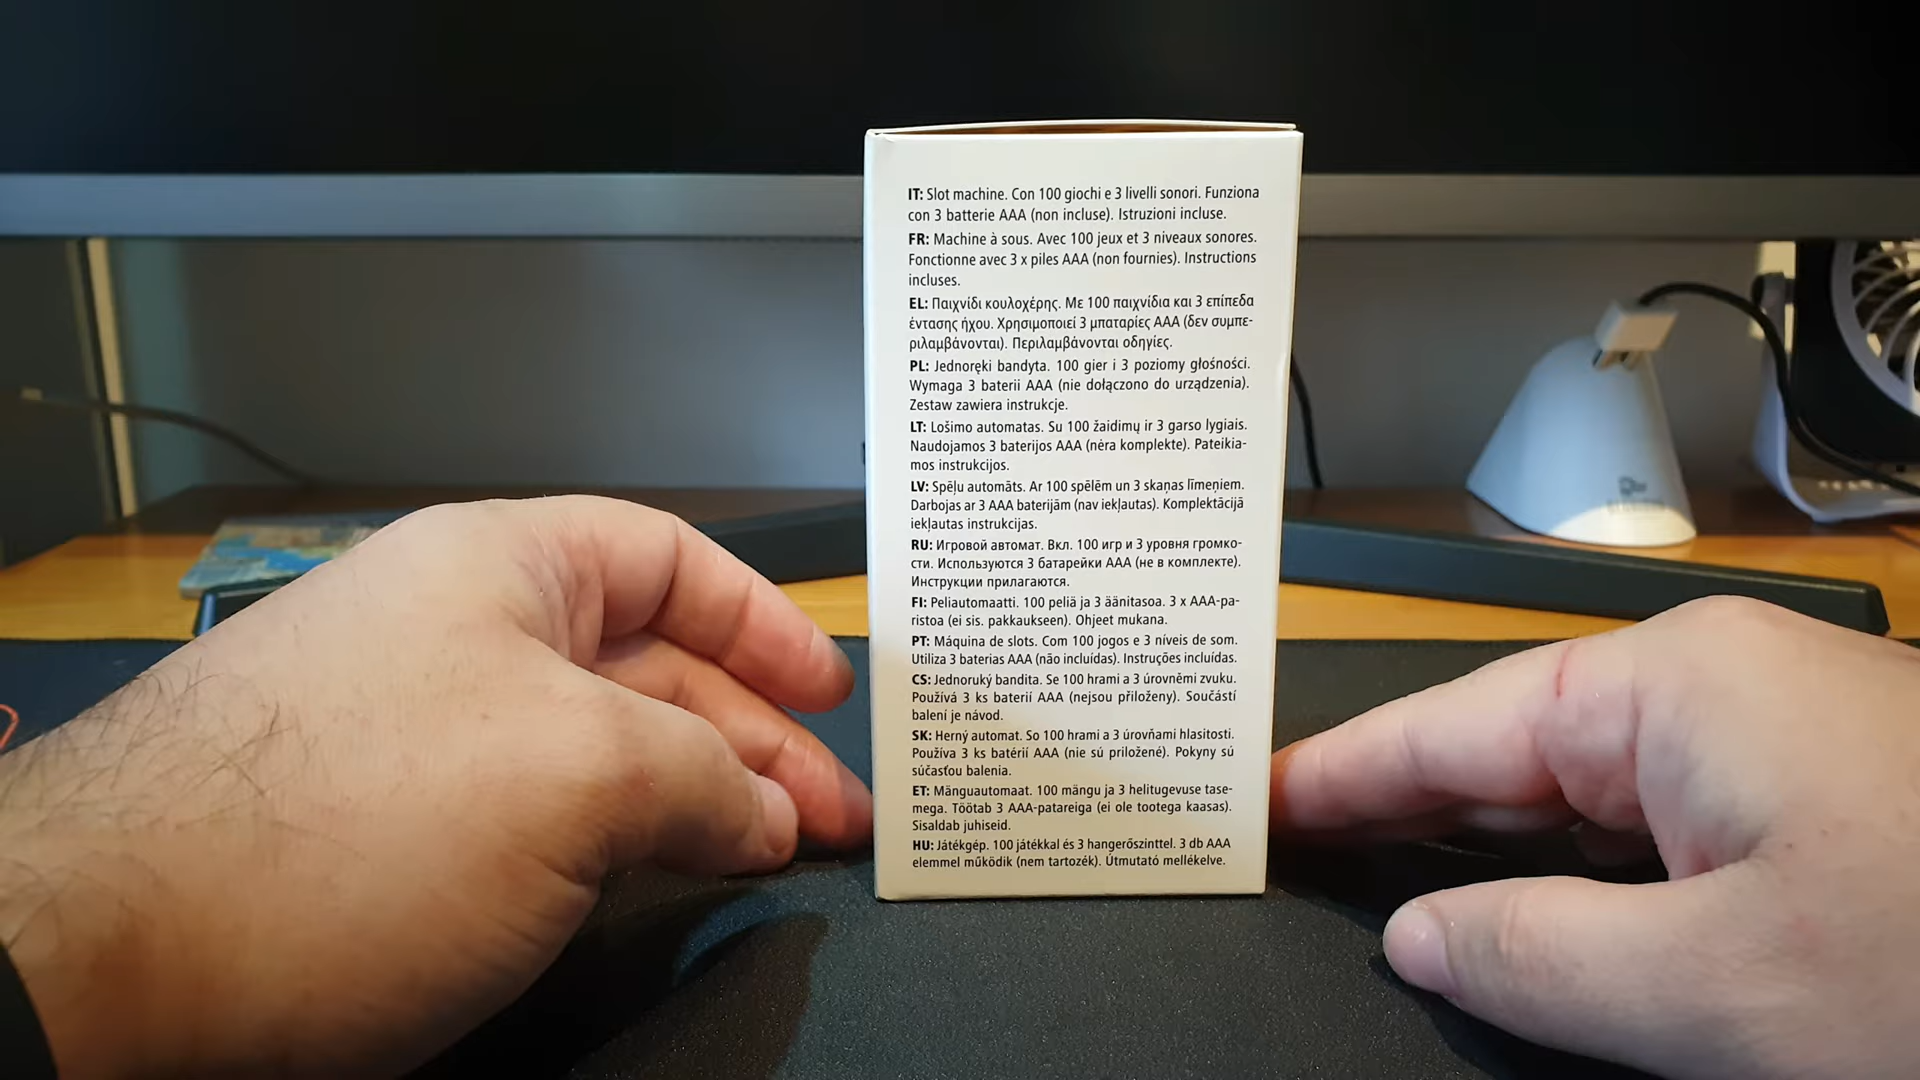 IT: Slot machine. Con 100 giochi e 3 livelli sonori. Funziona
con 3 batterie AAA (non incluse). Istruzioni incluse.
FR: Machine à sous. Avec 100 jeux et 3 niveaux sonores.
Fonctionne avec 3 x piles AAA (non fournies). Instructions
incluses.
EL: Παιχνίδι κουλοχέρης. Με 100 παιχνίδια και 3 επίπεδα
έντασης ήχου. Χρησιμοποιεί 3 μπαταρίες AAA (δεν συμπε-
ριλαμβάνονται). Περιλαμβάνονται οδηγίες.
PL: Jednoręki bandyta. 100 gier i 3 poziomy głośności.
Wymaga 3 baterii AAA (nie dołączono do urządzenia).
Zestaw zawiera instrukcje.
LT: Lošimo automatas. Su 100 žaidimų ir 3 garso lygiais.
Naudojamos 3 baterijos AAA (nėra komplekte). Pateikia-
mos instrukcijos.
LV: Spēļu automāts. Ar 100 spēlēm un 3 skaņas līmeņiem.
Darbojas ar 3 AAA baterijām (nav iekļautas). Komplektācijā
iekļautas instrukcijas.
RU: Игровой автомат. Вкл. 100 игр и 3 уровня громко-
сти. Используются 3 батарейки AAA (не в комплекте).
Инструкции прилагаются.
FI: Peliautomaatti. 100 peliä ja 3 äänitasoa. 3 x AAA-pa-
ristoa (ei sis. pakkaukseen). Ohjeet mukana.
PT: Máquina de slots. Com 100 jogos e 3 níveis de som.
Utiliza 3 baterias AAA (não incluídas). Instruções incluídas.
CS: Jednoruký bandita. Se 100 hrami a 3 úrovněmi zvuku.
Používá 3 ks baterií AAA (nejsou přiloženy). Součástí
balení je návod.
SK: Herný automat. So 100 hrami a 3 úrovňami hlasitosti.
Používa 3 ks batérií AAA (nie sú priložené). Pokyny sú
súčasťou balenia.
ET: Mänguautomaat. 100 mängu ja 3 helitugevuse tase-
mega. Töötab 3 AAA-patareiga (ei ole tootega kaasas).
Sisaldab juhiseid.
HU: Játékgép. 100 játékkal és 3 hangerőszinttel. 3 db AAA
elemmel működik (nem tartozék). Útmutató mellékelve.